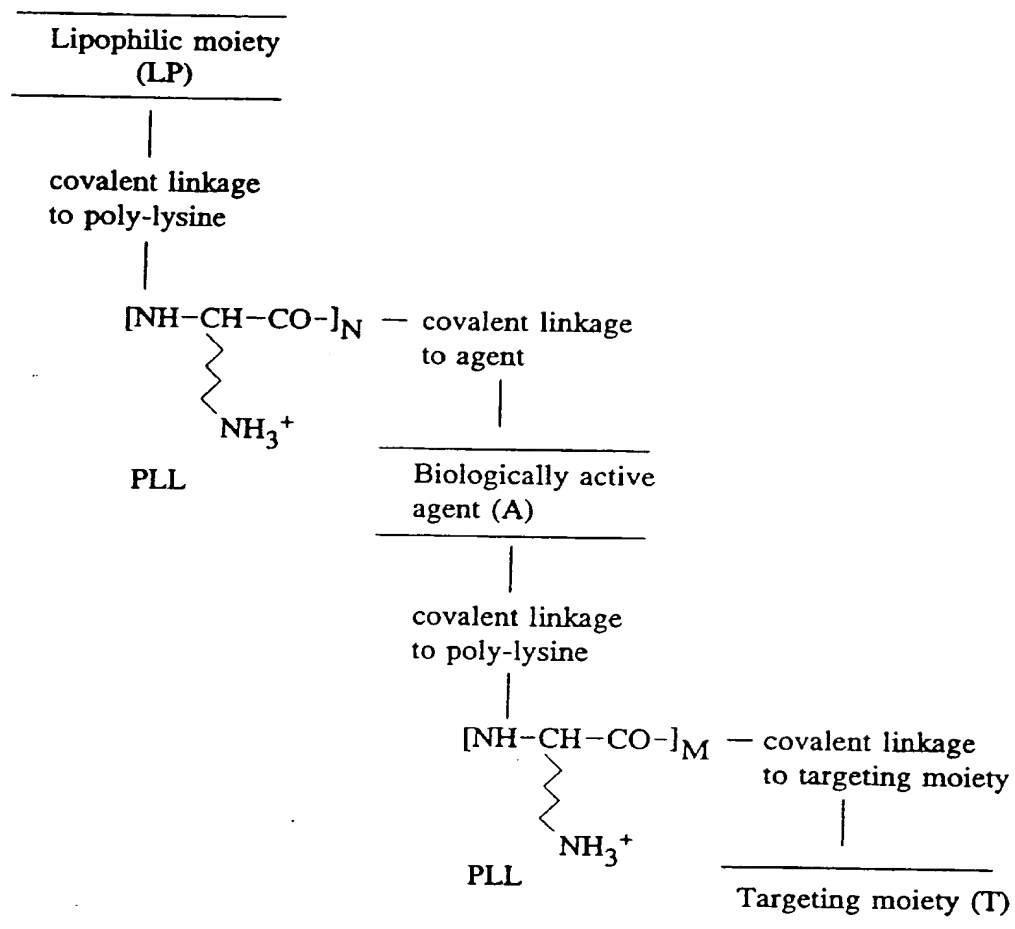 Lipophilic moiety
(LP)
covalent linkage
to poly-lysine
[NH–CH–CO-]N — covalent linkage
to agent
NH3+
PLL
Biologically active
agent (A)
covalent linkage
to poly-lysine
[NH–CH–CO-]M — covalent linkage
to targeting moiety
NH3+
PLL
Targeting moiety (T)